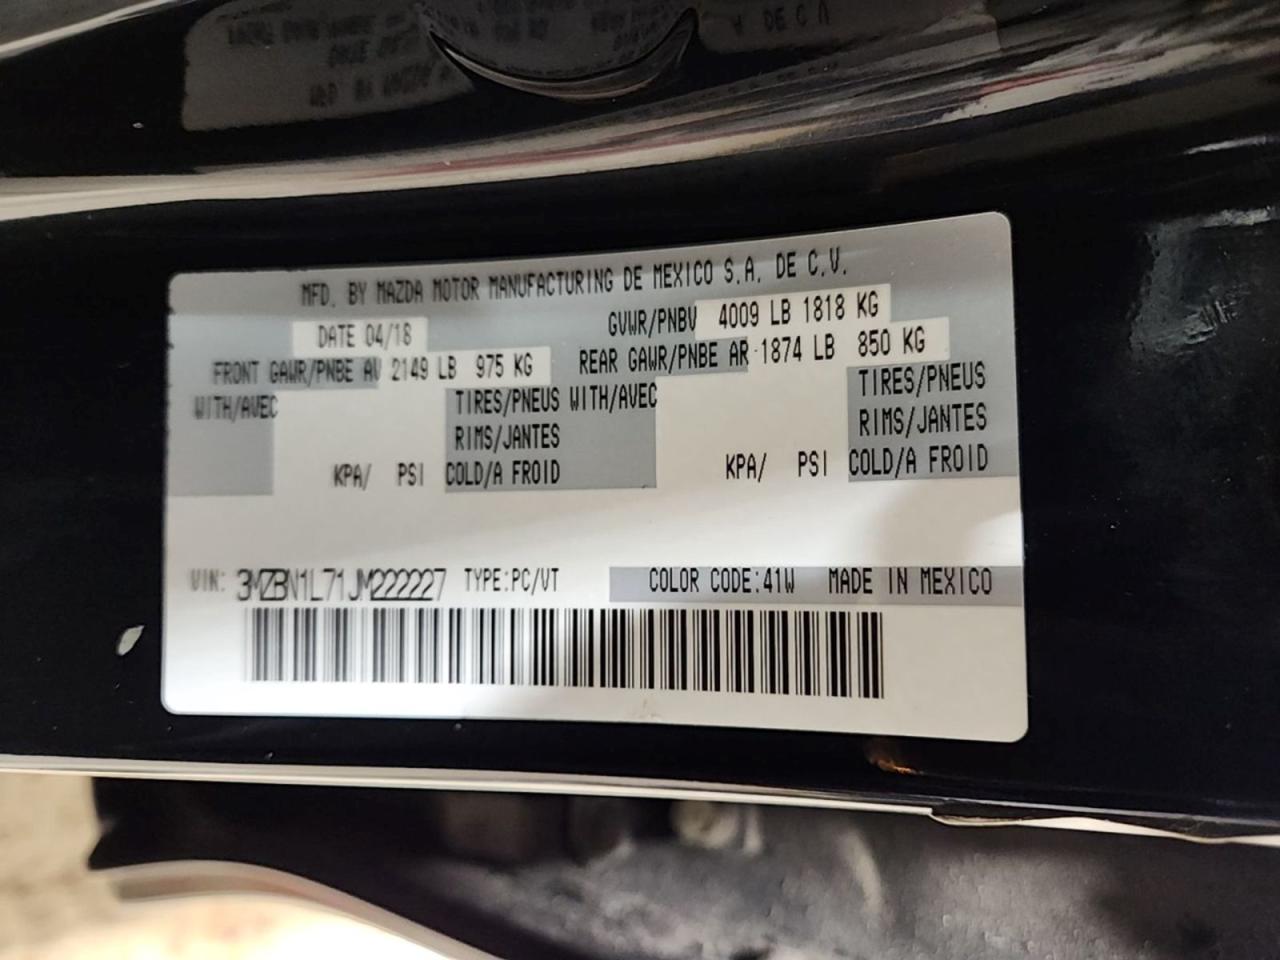 MFD. BY MAZDA MOTOR MANUFACTURING DE MEXICO S.A. DE C.V.
DATE 04/18 GVWR/PNBV 4009 LB 1818 KG
FRONT GAWR/PNBE AV 2149 LB 975 KG REAR GAWR/PNBE AR 1874 LB 850 KG
WITH/AVEC TIRES/PNEUS WITH/AVEC TIRES/PNEUS
RIMS/JANTES RIMS/JANTES
KPA/ PSI COLD/A FROID KPA/ PSI COLD/A FROID
VIN: 3MZBN1L71JM222227 TYPE:PC/VT COLOR CODE:41W MADE IN MEXICO